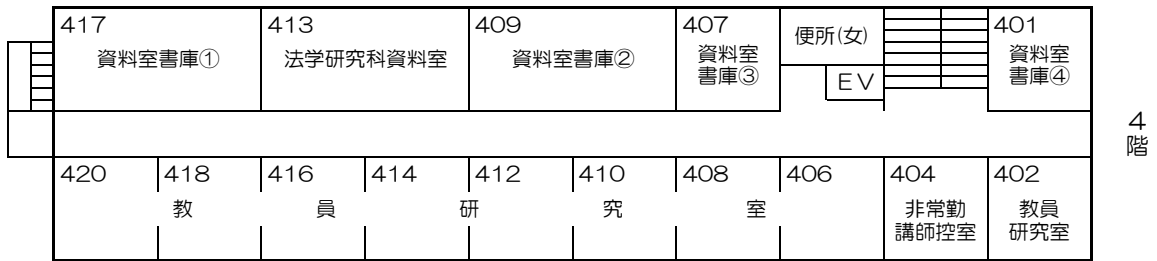 417 413 409 407 便所(女) 401
資料室書庫① 法学研究科資料室 資料室書庫② 資料室 資料室
書庫③ EV 書庫④
4
階
420 418 416 414 412 410 408 406 404 402
教 員 研 究 室 非常勤 教員
講師控室 研究室